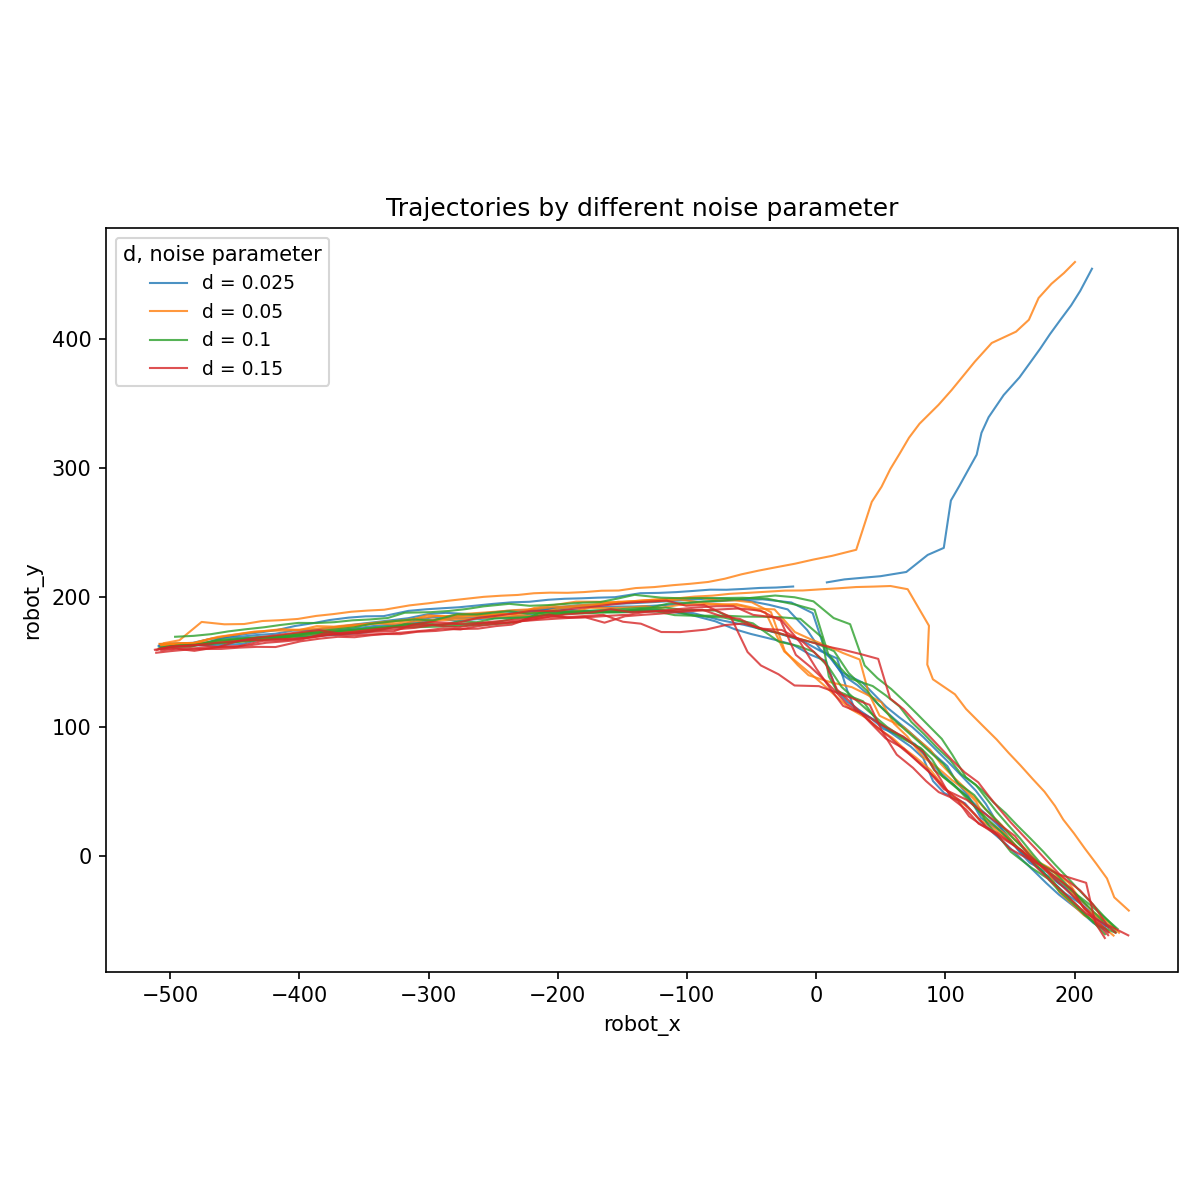 Trajectories by different noise parameter
d, noise parameter
d = 0.025
d = 0.05
d = 0.1
d = 0.15
400
300
200
100
0
robot_y
−500 −400 −300 −200 −100 0 100 200
robot_x